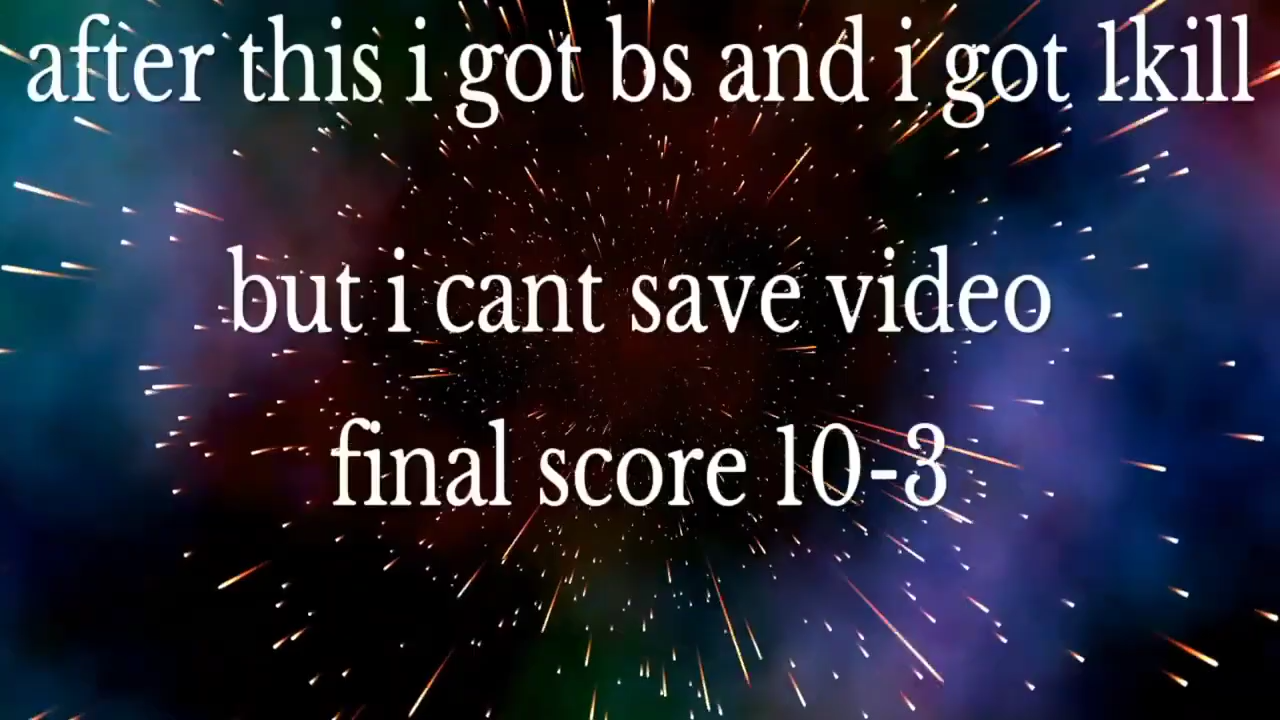 after this i got bs and i got 1kill
but i cant save video
final score 10-3